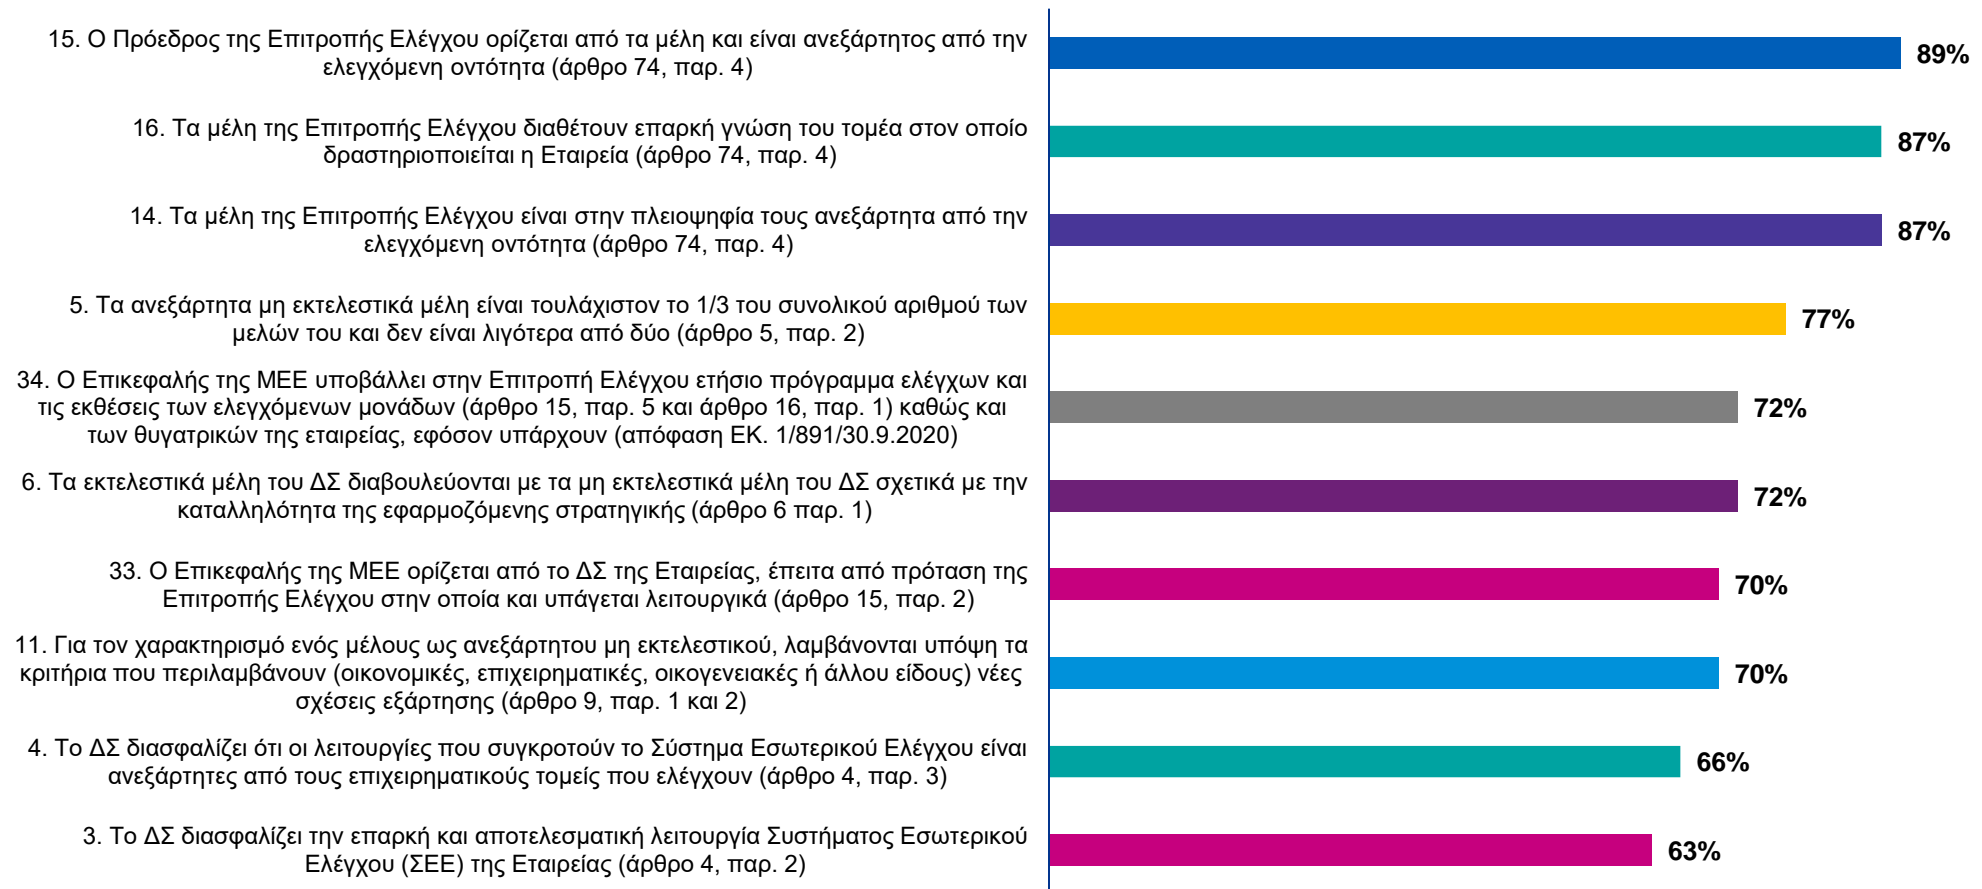 15. Ο Πρόεδρος της Επιτροπής Ελέγχου ορίζεται από τα μέλη και είναι ανεξάρτητος από την
ελεγχόμενη οντότητα (άρθρο 74, παρ. 4)
89%
16. Τα μέλη της Επιτροπής Ελέγχου διαθέτουν επαρκή γνώση του τομέα στον οποίο
δραστηριοποιείται η Εταιρεία (άρθρο 74, παρ. 4)
87%
14. Τα μέλη της Επιτροπής Ελέγχου είναι στην πλειοψηφία τους ανεξάρτητα από την
ελεγχόμενη οντότητα (άρθρο 74, παρ. 4)
87%
5. Τα ανεξάρτητα μη εκτελεστικά μέλη είναι τουλάχιστον το 1/3 του συνολικού αριθμού των
μελών του και δεν είναι λιγότερα από δύο (άρθρο 5, παρ. 2)
77%
34. Ο Επικεφαλής της ΜΕΕ υποβάλλει στην Επιτροπή Ελέγχου ετήσιο πρόγραμμα ελέγχων και
τις εκθέσεις των ελεγχόμενων μονάδων (άρθρο 15, παρ. 5 και άρθρο 16, παρ. 1) καθώς και
των θυγατρικών της εταιρείας, εφόσον υπάρχουν (απόφαση ΕΚ. 1/891/30.9.2020)
72%
6. Τα εκτελεστικά μέλη του ΔΣ διαβουλεύονται με τα μη εκτελεστικά μέλη του ΔΣ σχετικά με την
καταλληλότητα της εφαρμοζόμενης στρατηγικής (άρθρο 6 παρ. 1)
72%
33. Ο Επικεφαλής της ΜΕΕ ορίζεται από το ΔΣ της Εταιρείας, έπειτα από πρόταση της
Επιτροπής Ελέγχου στην οποία και υπάγεται λειτουργικά (άρθρο 15, παρ. 2)
70%
11. Για τον χαρακτηρισμό ενός μέλους ως ανεξάρτητου μη εκτελεστικού, λαμβάνονται υπόψη τα
κριτήρια που περιλαμβάνουν (οικονομικές, επιχειρηματικές, οικογενειακές ή άλλου είδους) νέες
σχέσεις εξάρτησης (άρθρο 9, παρ. 1 και 2)
70%
4. Το ΔΣ διασφαλίζει ότι οι λειτουργίες που συγκροτούν το Σύστημα Εσωτερικού Ελέγχου είναι
ανεξάρτητες από τους επιχειρηματικούς τομείς που ελέγχουν (άρθρο 4, παρ. 3)
66%
3. Το ΔΣ διασφαλίζει την επαρκή και αποτελεσματική λειτουργία Συστήματος Εσωτερικού
Ελέγχου (ΣΕΕ) της Εταιρείας (άρθρο 4, παρ. 2)
63%